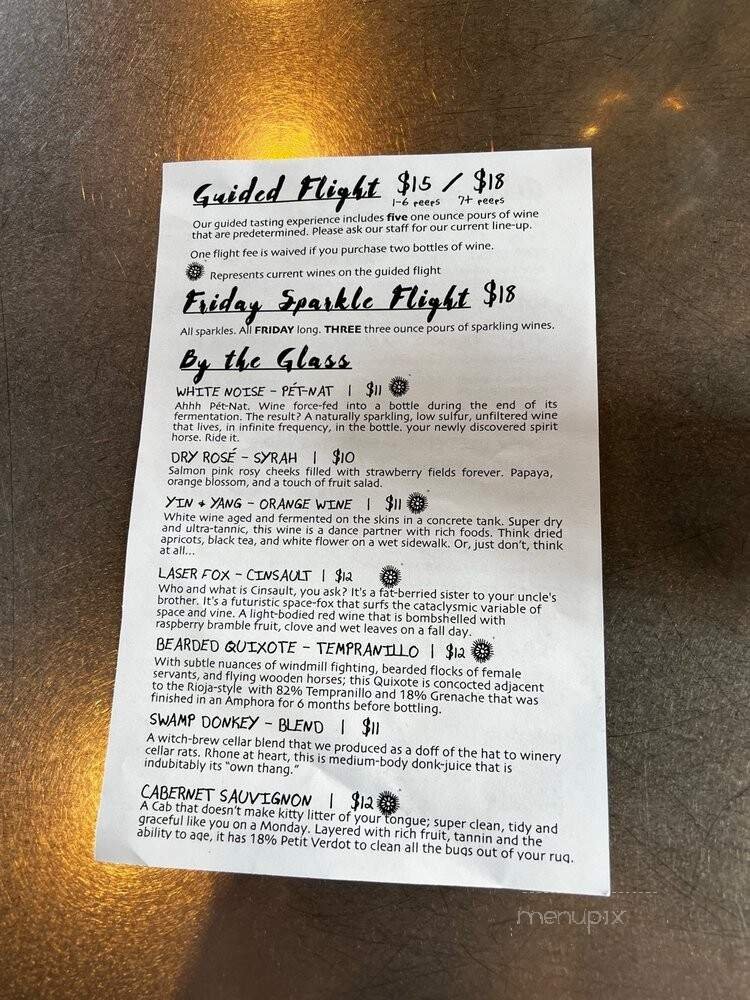 Guided Flight $15 / $18
1-6 peeps 7+ peeps
Our guided tasting experience includes five one ounce pours of wine
that are predetermined. Please ask our staff for our current line-up.
One flight fee is waived if you purchase two bottles of wine.
Represents current wines on the guided flight
Friday Sparkle Flight $18
All sparkles. All FRIDAY long. THREE three ounce pours of sparkling wines.
By the Glass
WHITE NOISE - PÉT-NAT | $11
Ahhh Pét-Nat. Wine force-fed into a bottle during the end of its
fermentation. The result? A naturally sparkling, low sulfur, unfiltered wine
that lives, in infinite frequency, in the bottle. your newly discovered spirit
horse. Ride it.
DRY ROSÉ - SYRAH | $10
Salmon pink rosy cheeks filled with strawberry fields forever. Papaya,
orange blossom, and a touch of fruit salad.
YIN + YANG - ORANGE WINE | $11
White wine aged and fermented on the skins in a concrete tank. Super dry
and ultra-tannic, this wine is a dance partner with rich foods. Think dried
apricots, black tea, and white flower on a wet sidewalk. Or, just don't, think
at all...
LASER FOX - CINSAULT | $12
Who and what is Cinsault, you ask? It's a fat-berried sister to your uncle's
brother. It's a futuristic space-fox that surfs the cataclysmic variable of
space and vine. A light-bodied red wine that is bombshelled with
raspberry bramble fruit, clove and wet leaves on a fall day.
BEARDED QUIXOTE - TEMPRANILLO | $12
With subtle nuances of windmill fighting, bearded flocks of female
servants, and flying wooden horses; this Quixote is concocted adjacent
to the Rioja-style with 82% Tempranillo and 18% Grenache that was
finished in an Amphora for 6 months before bottling.
SWAMP DONKEY - BLEND | $11
A witch-brew cellar blend that we produced as a doff of the hat to winery
cellar rats. Rhone at heart, this is medium-body donk-juice that is
indubitably its "own thang."
CABERNET SAUVIGNON | $12
A Cab that doesn't make kitty litter of your tongue; super clean, tidy and
graceful like you on a Monday. Layered with rich fruit, tannin and the
ability to age, it has 18% Petit Verdot to clean all the bugs out of your rug.
menupix